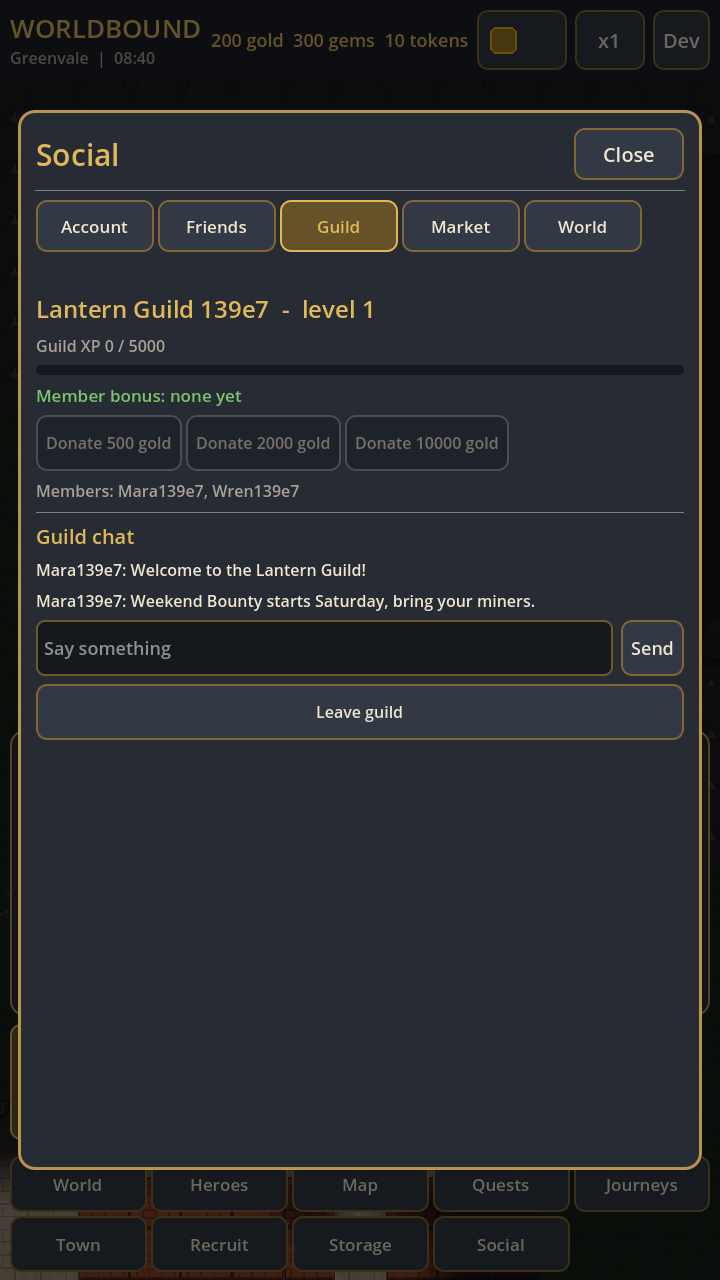 WORLDBOUND
200 gold 300 gems 10 tokens
x1
Dev
Greenvale | 08:40
Social
Close
Account
Friends
Guild
Market
World
Lantern Guild 139e7 - level 1
Guild XP 0 / 5000
Member bonus: none yet
Donate 500 gold
Donate 2000 gold
Donate 10000 gold
Members: Mara139e7, Wren139e7
Guild chat
Mara139e7: Welcome to the Lantern Guild!
Mara139e7: Weekend Bounty starts Saturday, bring your miners.
Say something
Send
Leave guild
World
Heroes
Map
Quests
Journeys
Town
Recruit
Storage
Social